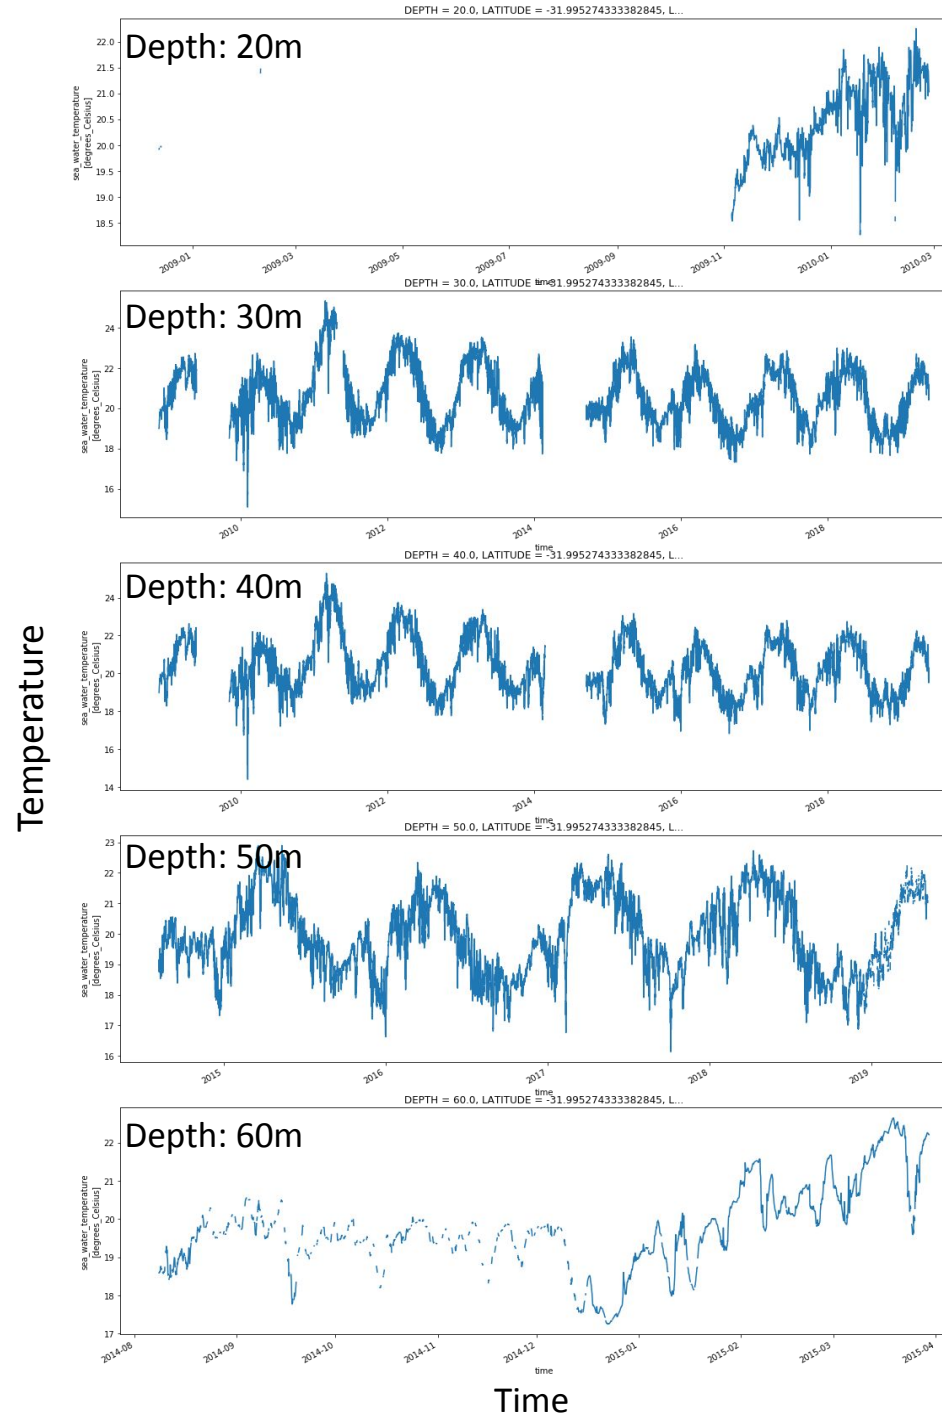 DEPTH = 20.0, LATITUDE = -31.995274333382845, L...
Depth: 20m
sea_water_temperature
[degrees_Celsius]
22.0
21.5
21.0
20.5
20.0
19.5
19.0
18.5
2009-01
2009-03
2009-05
2009-07
2009-09
2009-11
2010-01
2010-03
time
DEPTH = 30.0, LATITUDE = -31.995274333382845, L...
Depth: 30m
sea_water_temperature
[degrees_Celsius]
24
22
20
18
16
2010
2012
2014
2016
2018
time
DEPTH = 40.0, LATITUDE = -31.995274333382845, L...
Depth: 40m
sea_water_temperature
[degrees_Celsius]
24
22
20
18
16
14
2010
2012
2014
2016
2018
time
DEPTH = 50.0, LATITUDE = -31.995274333382845, L...
Depth: 50m
sea_water_temperature
[degrees_Celsius]
23
22
21
20
19
18
17
16
2015
2016
2017
2018
2019
time
DEPTH = 60.0, LATITUDE = -31.995274333382845, L...
Depth: 60m
sea_water_temperature
[degrees_Celsius]
22
21
20
19
18
17
2014-08
2014-09
2014-10
2014-11
2014-12
2015-01
2015-02
2015-03
2015-04
time
Temperature
Time